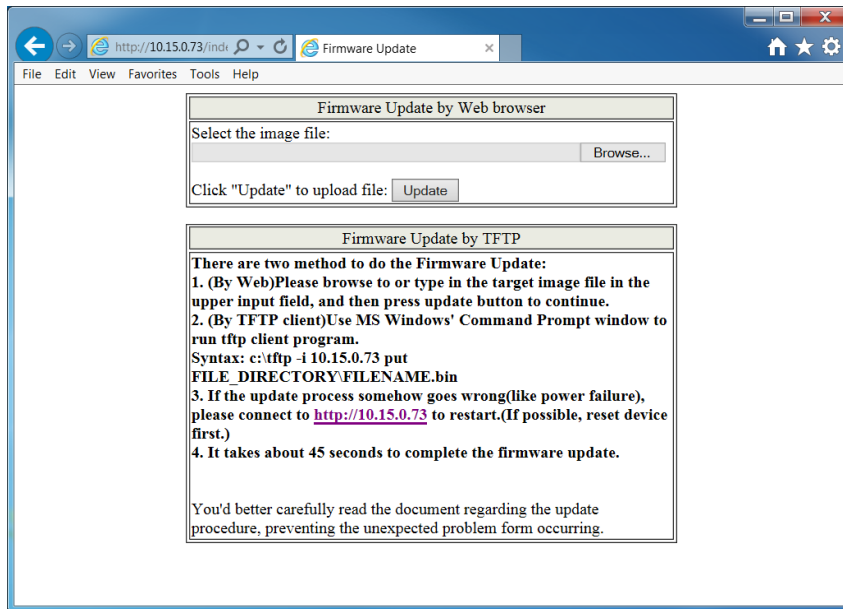 http://10.15.0.73/inde
Firmware Update
File Edit View Favorites Tools Help
Firmware Update by Web browser
Select the image file:
Browse...
Click "Update" to upload file: Update
Firmware Update by TFTP
There are two method to do the Firmware Update:
1. (By Web)Please browse to or type in the target image file in the
upper input field, and then press update button to continue.
2. (By TFTP client)Use MS Windows' Command Prompt window to
run tftp client program.
Syntax: c:\tftp -i 10.15.0.73 put
FILE_DIRECTORY\FILENAME.bin
3. If the update process somehow goes wrong(like power failure),
please connect to http://10.15.0.73 to restart.(If possible, reset device
first.)
4. It takes about 45 seconds to complete the firmware update.
You'd better carefully read the document regarding the update
procedure, preventing the unexpected problem form occurring.